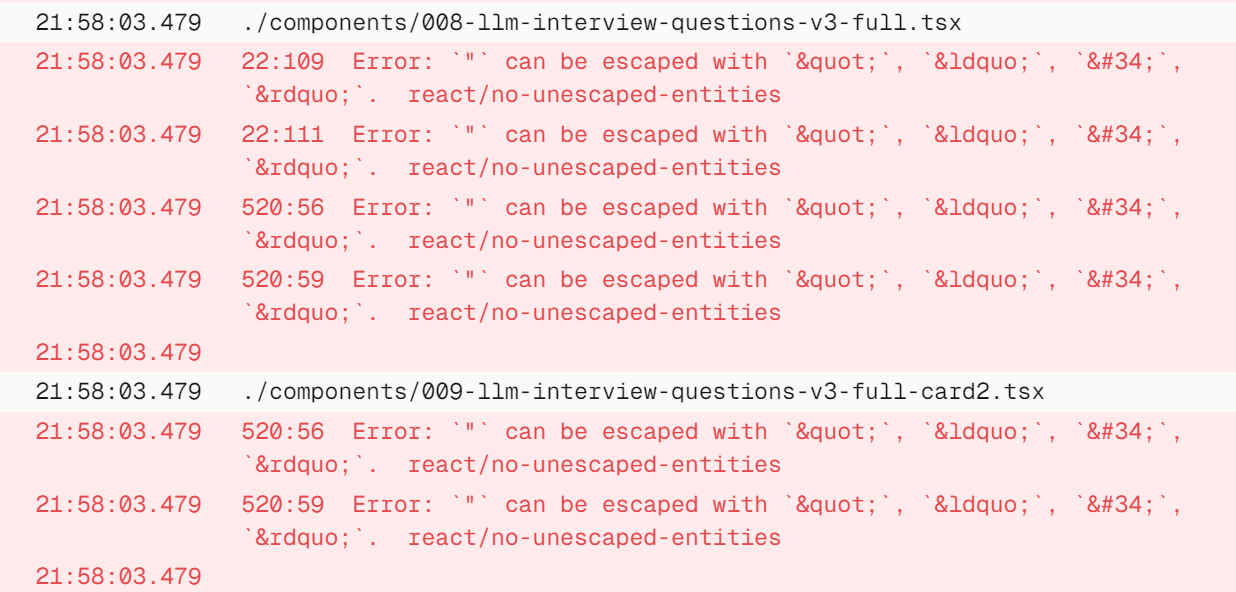 21:58:03.479 ./components/008-llm-interview-questions-v3-full.tsx
21:58:03.479 22:109 Error: `"` can be escaped with `&quot;`, `&ldquo;`, `&#34;`,
`&rdquo;`. react/no-unescaped-entities
21:58:03.479 22:111 Error: `"` can be escaped with `&quot;`, `&ldquo;`, `&#34;`,
`&rdquo;`. react/no-unescaped-entities
21:58:03.479 520:56 Error: `"` can be escaped with `&quot;`, `&ldquo;`, `&#34;`,
`&rdquo;`. react/no-unescaped-entities
21:58:03.479 520:59 Error: `"` can be escaped with `&quot;`, `&ldquo;`, `&#34;`,
`&rdquo;`. react/no-unescaped-entities
21:58:03.479
21:58:03.479 ./components/009-llm-interview-questions-v3-full-card2.tsx
21:58:03.479 520:56 Error: `"` can be escaped with `&quot;`, `&ldquo;`, `&#34;`,
`&rdquo;`. react/no-unescaped-entities
21:58:03.479 520:59 Error: `"` can be escaped with `&quot;`, `&ldquo;`, `&#34;`,
`&rdquo;`. react/no-unescaped-entities
21:58:03.479